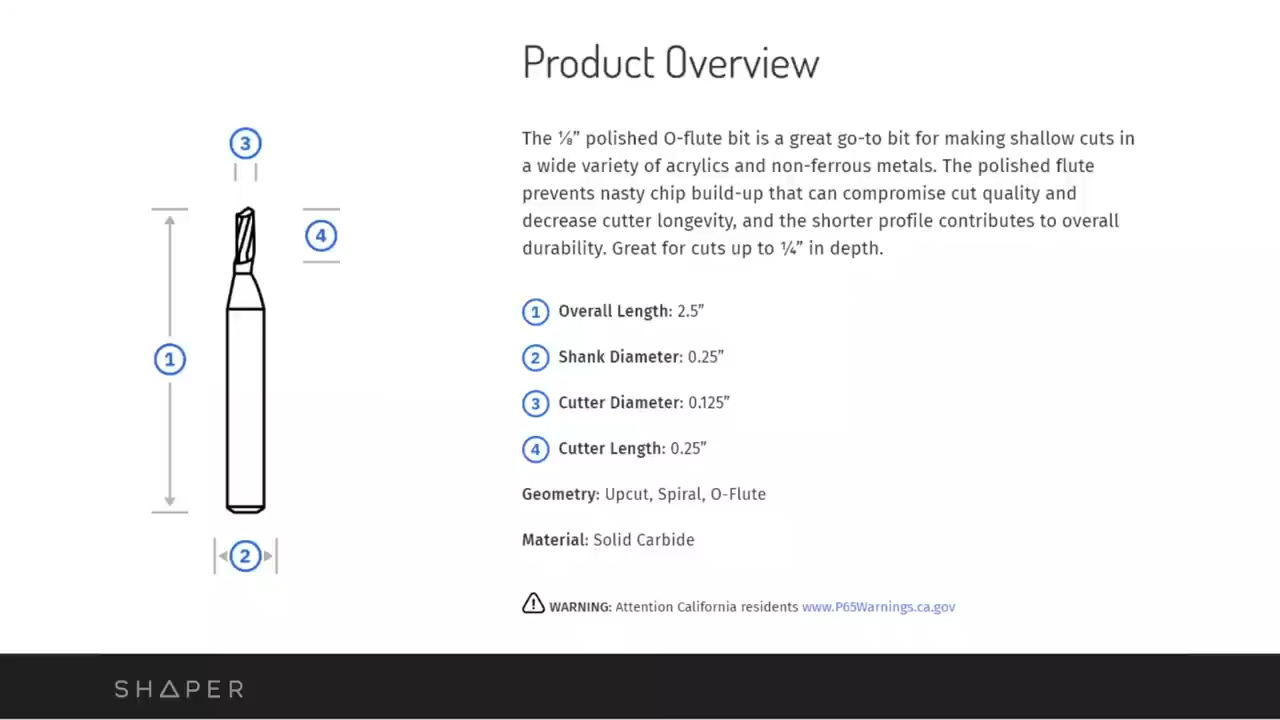 Product Overview
The ⅛” polished O-flute bit is a great go-to bit for making shallow cuts in
a wide variety of acrylics and non-ferrous metals. The polished flute
prevents nasty chip build-up that can compromise cut quality and
decrease cutter longevity, and the shorter profile contributes to overall
durability. Great for cuts up to ¼” in depth.
3
4
1
2
1 Overall Length: 2.5”
2 Shank Diameter: 0.25”
3 Cutter Diameter: 0.125”
4 Cutter Length: 0.25”
Geometry: Upcut, Spiral, O-Flute
Material: Solid Carbide
WARNING: Attention California residents www.P65Warnings.ca.gov
SHAPER